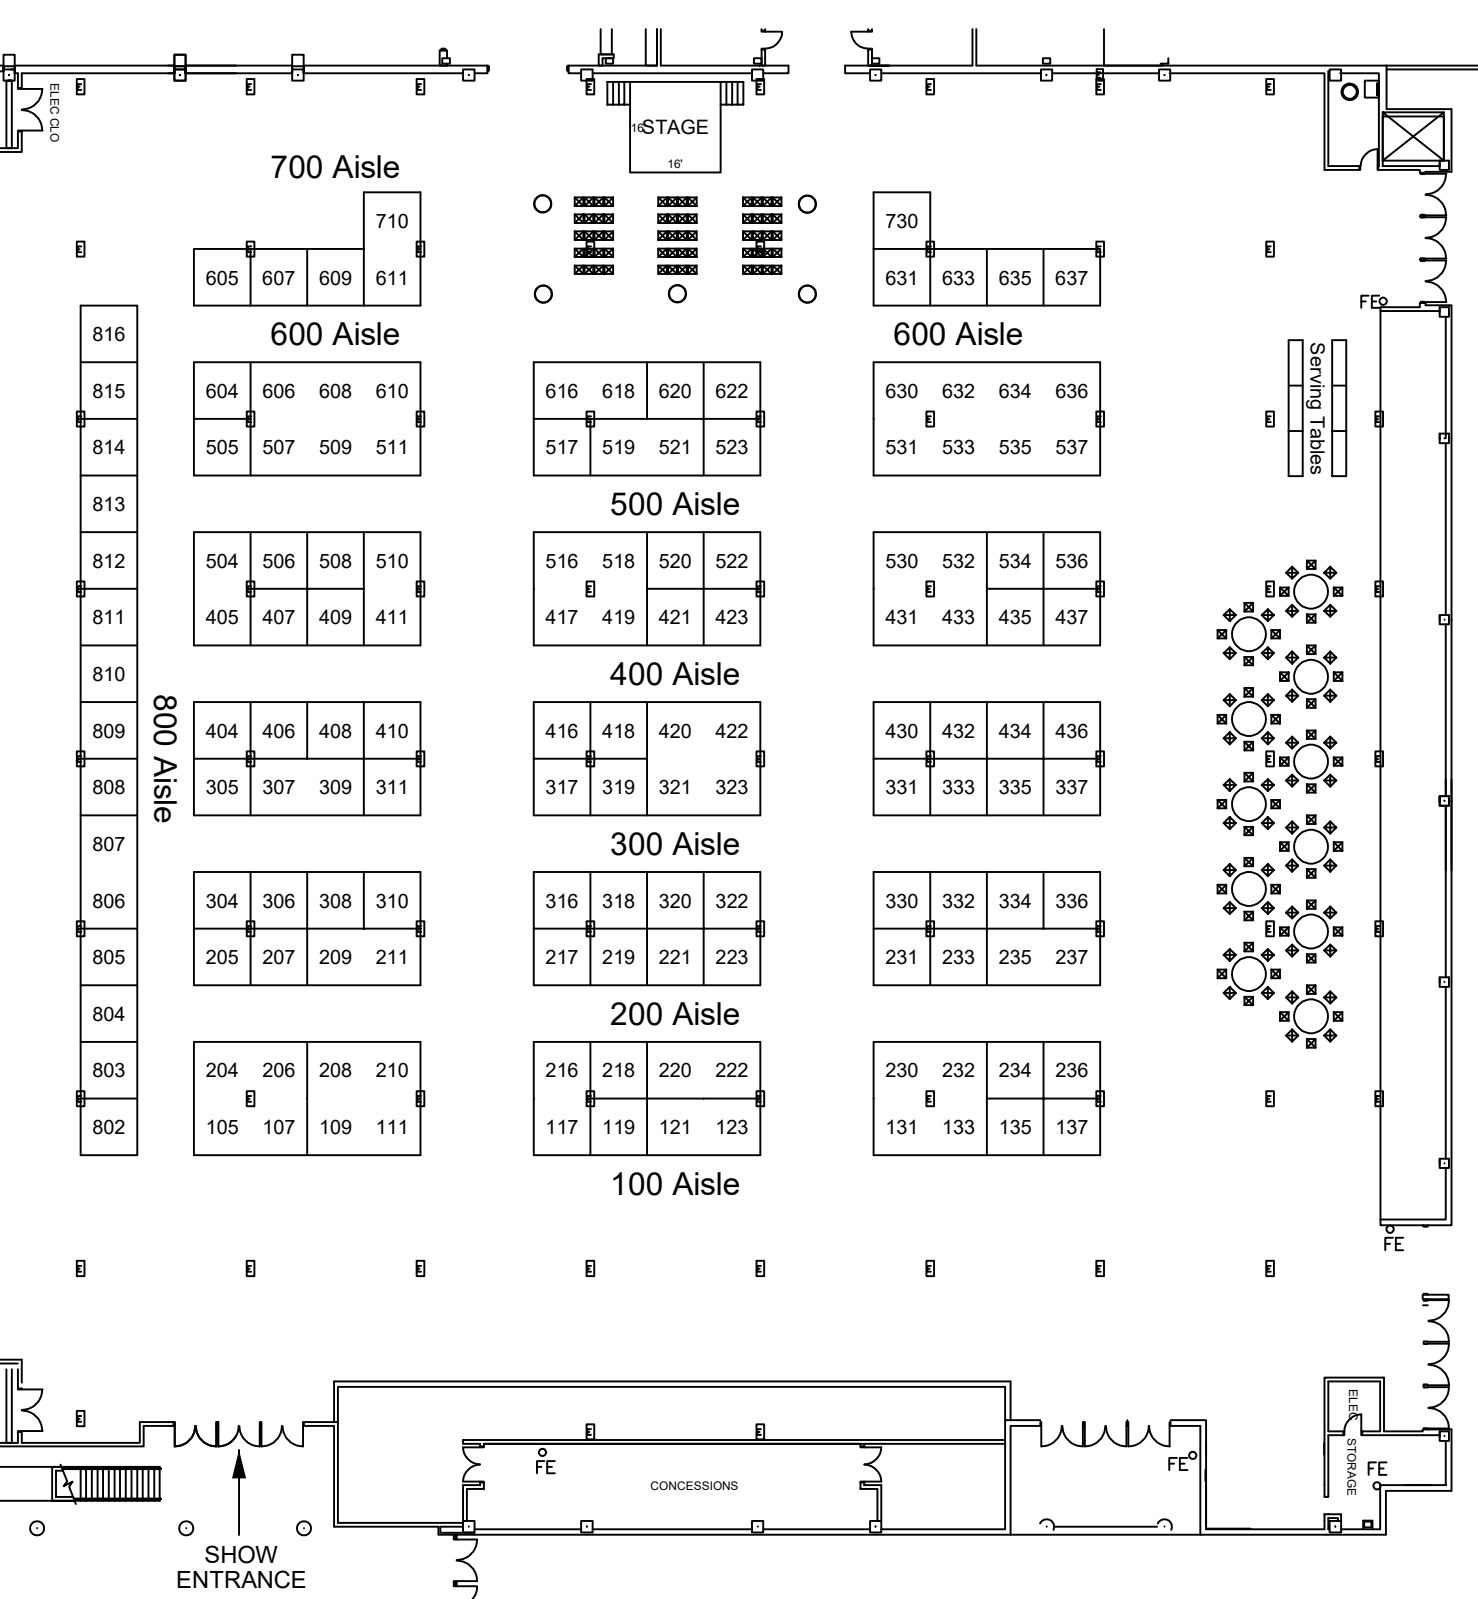 ELEC CLO
16' STAGE
16'
700 Aisle
710
730
605 607 609 611
631 633 635 637
FE
816
600 Aisle
600 Aisle
Serving Tables
815
604 606 608 610
616 618 620 622
630 632 634 636
814
505 507 509 511
517 519 521 523
531 533 535 537
813
500 Aisle
812
504 506 508 510
516 518 520 522
530 532 534 536
811
405 407 409 411
417 419 421 423
431 433 435 437
810
400 Aisle
800 Aisle
809
404 406 408 410
416 418 420 422
430 432 434 436
808
305 307 309 311
317 319 321 323
331 333 335 337
807
300 Aisle
806
304 306 308 310
316 318 320 322
330 332 334 336
805
205 207 209 211
217 219 221 223
231 233 235 237
804
200 Aisle
803
204 206 208 210
216 218 220 222
230 232 234 236
802
105 107 109 111
117 119 121 123
131 133 135 137
100 Aisle
FE
ELEC
STORAGE
FE
FE
FE
CONCESSIONS
SHOW
ENTRANCE